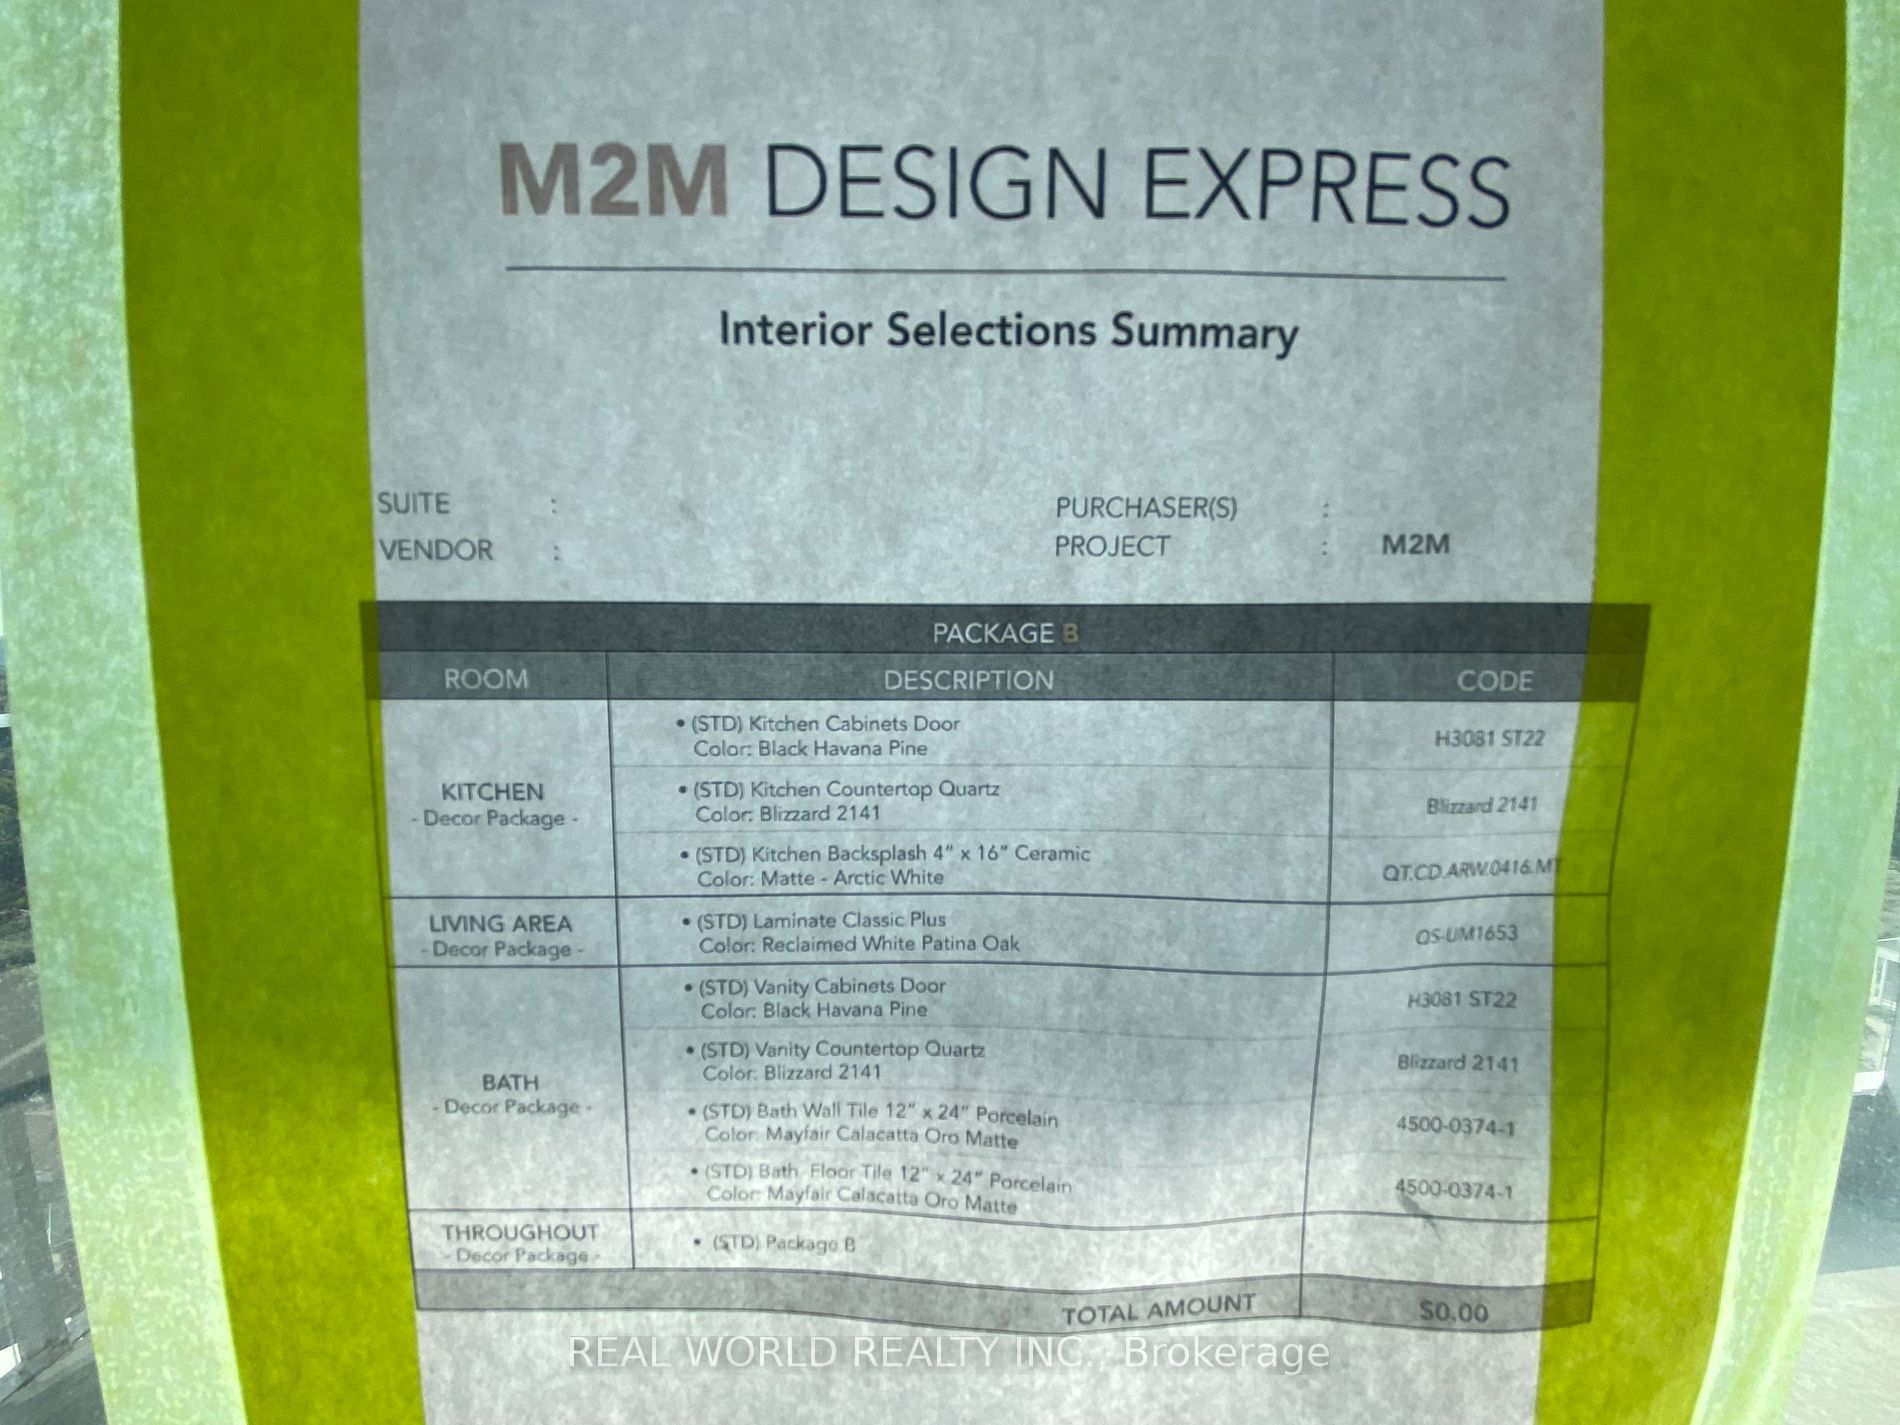 M2M DESIGN EXPRESS
Interior Selections Summary
SUITE :
PURCHASER(S) :
VENDOR :
PROJECT : M2M
PACKAGE B
ROOM DESCRIPTION CODE
KITCHEN
- Decor Package -
• (STD) Kitchen Cabinets Door
Color: Black Havana Pine
H3081 ST22
• (STD) Kitchen Countertop Quartz
Color: Blizzard 2141
Blizzard 2141
• (STD) Kitchen Backsplash 4" x 16" Ceramic
Color: Matte - Arctic White
QT.CD.ARW.0416.MT
LIVING AREA
- Decor Package -
• (STD) Laminate Classic Plus
Color: Reclaimed White Patina Oak
QS-UM1653
BATH
- Decor Package -
• (STD) Vanity Cabinets Door
Color: Black Havana Pine
H3081 ST22
• (STD) Vanity Countertop Quartz
Color: Blizzard 2141
Blizzard 2141
• (STD) Bath Wall Tile 12" x 24" Porcelain
Color: Mayfair Calacatta Oro Matte
4500-0374-1
• (STD) Bath Floor Tile 12" x 24" Porcelain
Color: Mayfair Calacatta Oro Matte
4500-0374-1
THROUGHOUT
- Decor Package -
• (STD) Package B
TOTAL AMOUNT $0.00
REAL WORLD REALTY INC., Brokerage